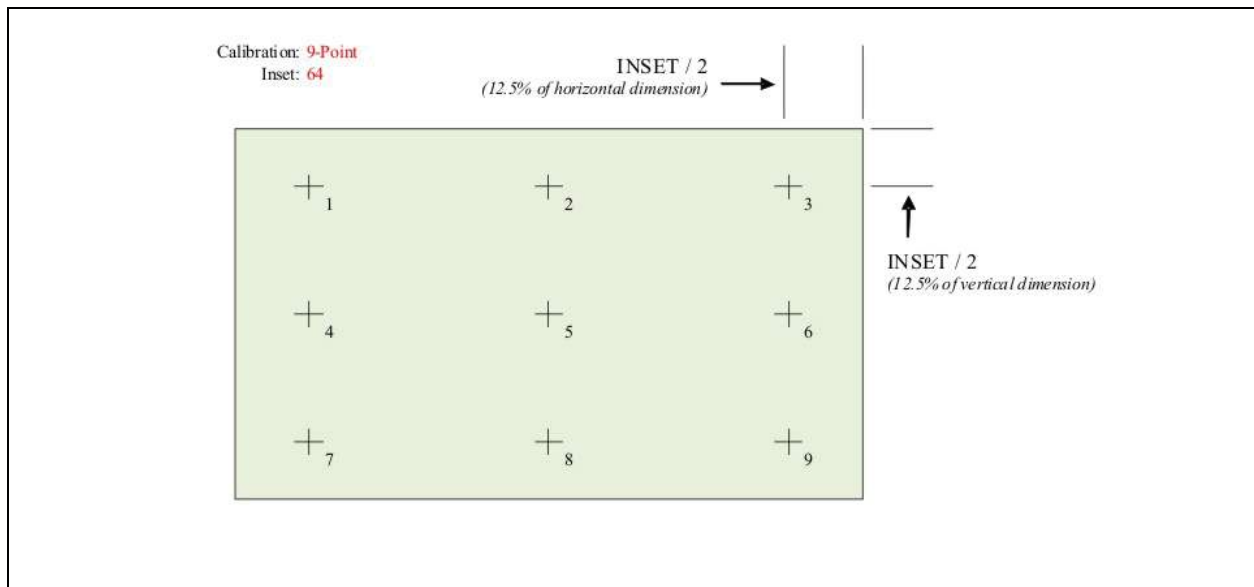 Calibration: 9-Point
Inset: 64
INSET / 2
(12.5% of horizontal dimension)
1
2
3
INSET / 2
(12.5% of vertical dimension)
4
5
6
7
8
9